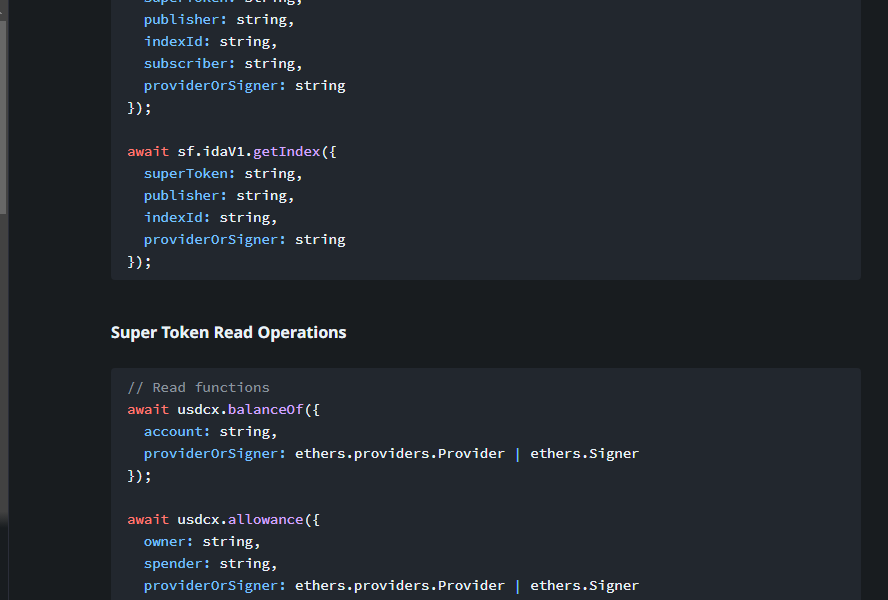 superToken: string,
publisher: string,
indexId: string,
subscriber: string,
providerOrSigner: string
});
await sf.idaV1.getIndex({
superToken: string,
publisher: string,
indexId: string,
providerOrSigner: string
});
Super Token Read Operations
// Read functions
await usdcx.balanceOf({
account: string,
providerOrSigner: ethers.providers.Provider | ethers.Signer
});
await usdcx.allowance({
owner: string,
spender: string,
providerOrSigner: ethers.providers.Provider | ethers.Signer